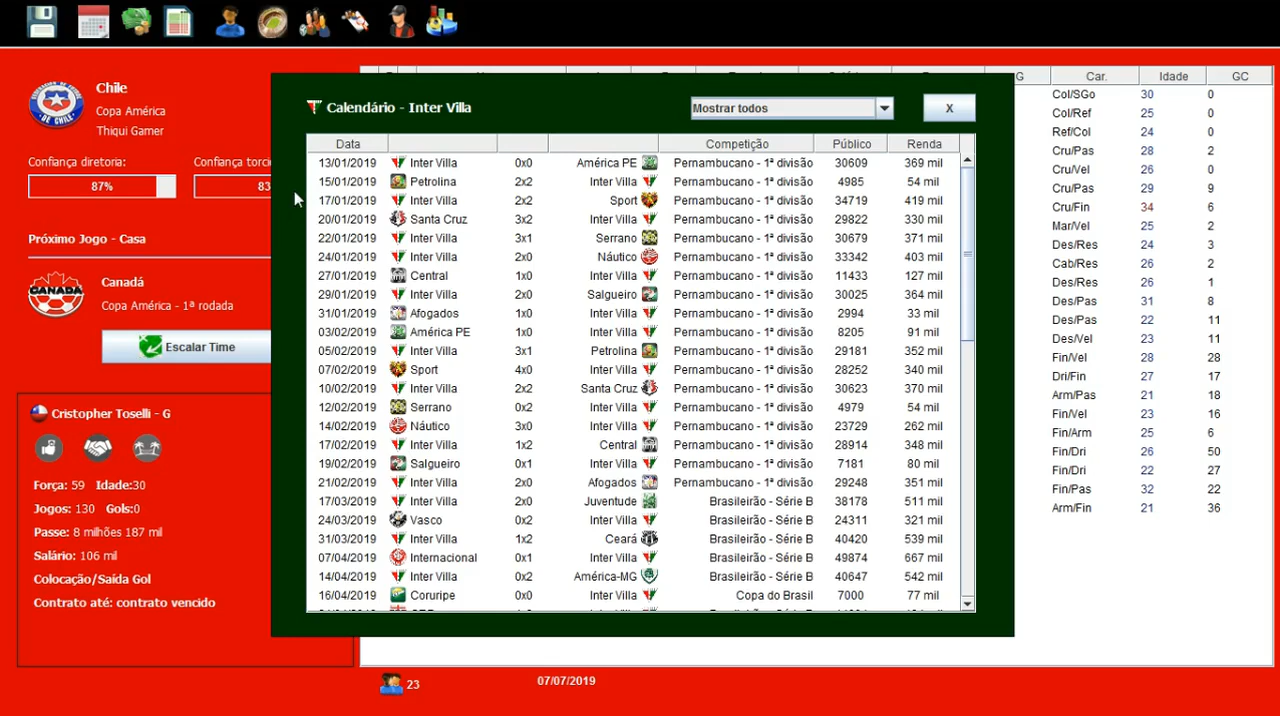 Chile
Copa América
Thiqui Gamer
Confiança diretoria:
Confiança torci
87%
83
Próximo Jogo - Casa
CANADA
Canadá
Copa América - 1ª rodada
Escalar Time
Cristopher Toselli - G
Força: 59 Idade:30
Jogos: 130 Gols:0
Passe: 8 milhões 187 mil
Salário: 106 mil
Colocação/Saída Gol
Contrato até: contrato vencido
Calendário - Inter Villa
Mostrar todos
X
Data Competição Público Renda
13/01/2019 Inter Villa 0x0 América PE Pernambucano - 1ª divisão 30609 369 mil
15/01/2019 Petrolina 2x2 Inter Villa Pernambucano - 1ª divisão 4985 54 mil
17/01/2019 Inter Villa 2x2 Sport Pernambucano - 1ª divisão 34719 419 mil
20/01/2019 Santa Cruz 3x2 Inter Villa Pernambucano - 1ª divisão 29822 330 mil
22/01/2019 Inter Villa 3x1 Serrano Pernambucano - 1ª divisão 30679 371 mil
24/01/2019 Inter Villa 2x0 Náutico Pernambucano - 1ª divisão 33342 403 mil
27/01/2019 Central 1x0 Inter Villa Pernambucano - 1ª divisão 11433 127 mil
29/01/2019 Inter Villa 2x0 Salgueiro Pernambucano - 1ª divisão 30025 364 mil
31/01/2019 Afogados 1x0 Inter Villa Pernambucano - 1ª divisão 2994 33 mil
03/02/2019 América PE 1x0 Inter Villa Pernambucano - 1ª divisão 8205 91 mil
05/02/2019 Inter Villa 3x1 Petrolina Pernambucano - 1ª divisão 29181 352 mil
07/02/2019 Sport 4x0 Inter Villa Pernambucano - 1ª divisão 28252 340 mil
10/02/2019 Inter Villa 2x2 Santa Cruz Pernambucano - 1ª divisão 30623 370 mil
12/02/2019 Serrano 0x2 Inter Villa Pernambucano - 1ª divisão 4979 54 mil
14/02/2019 Náutico 3x0 Inter Villa Pernambucano - 1ª divisão 23729 262 mil
17/02/2019 Inter Villa 1x2 Central Pernambucano - 1ª divisão 28914 348 mil
19/02/2019 Salgueiro 0x1 Inter Villa Pernambucano - 1ª divisão 7181 80 mil
21/02/2019 Inter Villa 2x0 Afogados Pernambucano - 1ª divisão 29248 351 mil
17/03/2019 Inter Villa 2x0 Juventude Brasileirão - Série B 38178 511 mil
24/03/2019 Vasco 0x2 Inter Villa Brasileirão - Série B 24311 321 mil
31/03/2019 Inter Villa 1x2 Ceará Brasileirão - Série B 40420 539 mil
07/04/2019 Internacional 0x1 Inter Villa Brasileirão - Série B 49874 667 mil
14/04/2019 Inter Villa 0x2 América-MG Brasileirão - Série B 40647 542 mil
16/04/2019 Coruripe 0x0 Inter Villa Copa do Brasil 7000 77 mil
G Car. Idade GC
Col/SGo 30 0
Col/Ref 25 0
Ref/Col 24 0
Cru/Pas 28 2
Cru/Vel 26 0
Cru/Pas 29 9
Cru/Fin 34 6
Mar/Vel 25 2
Des/Res 24 3
Cab/Res 26 2
Des/Res 26 1
Des/Pas 31 8
Des/Pas 22 11
Des/Vel 23 11
Fin/Vel 28 28
Dri/Fin 27 17
Arm/Pas 21 18
Fin/Vel 23 16
Fin/Arm 25 6
Fin/Dri 26 50
Fin/Dri 22 27
Fin/Pas 32 22
Arm/Fin 21 36
23
07/07/2019